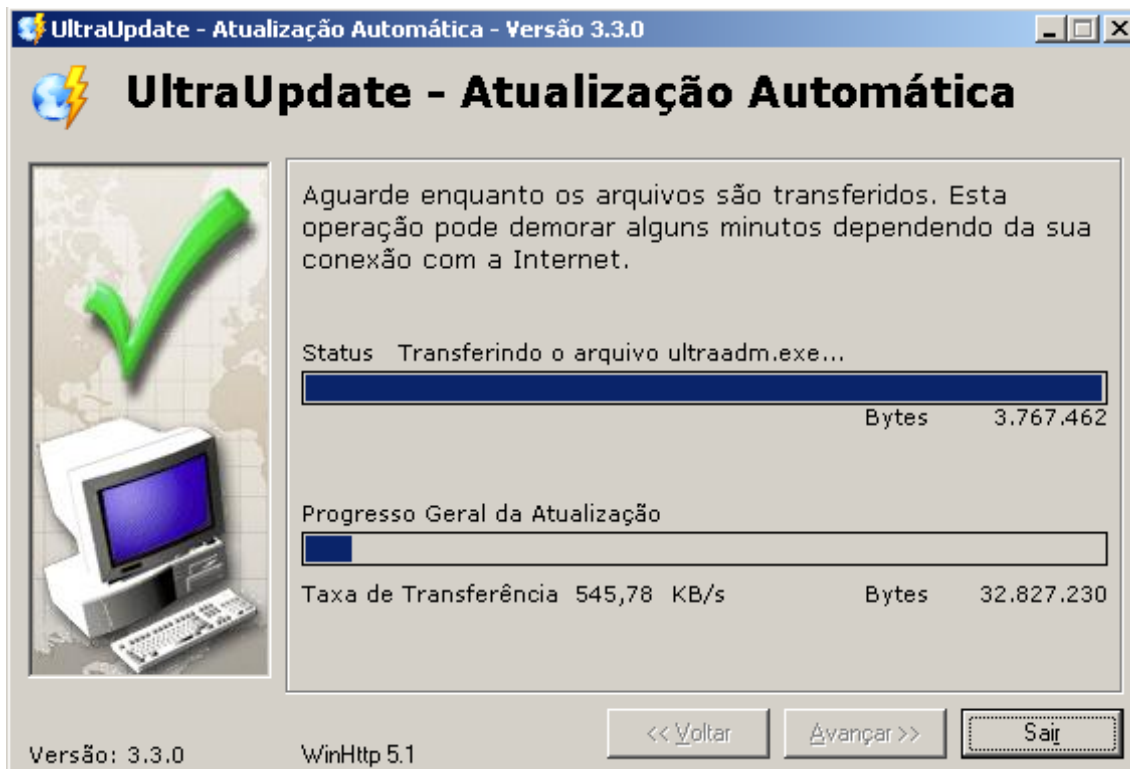 UltraUpdate - Atualização Automática - Versão 3.3.0
UltraUpdate - Atualização Automática
Aguarde enquanto os arquivos são transferidos. Esta
operação pode demorar alguns minutos dependendo da sua
conexão com a Internet.
Status Transferindo o arquivo ultraadm.exe...
Bytes 3.767.462
Progresso Geral da Atualização
Taxa de Transferência 545,78 KB/s Bytes 32.827.230
<< Voltar Avançar >> Sair
Versão: 3.3.0 WinHttp 5.1